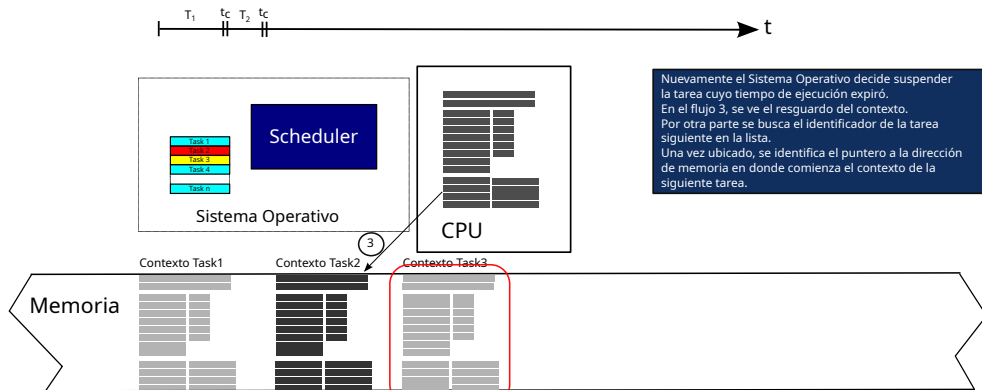 T₁ tc T₂ tc
t
Nuevamente el Sistema Operativo decide suspender
la tarea cuyo tiempo de ejecución expiró.
En el flujo 3, se ve el resguardo del contexto.
Por otra parte se busca el identificador de la tarea
siguiente en la lista.
Una vez ubicado, se identifica el puntero a la dirección
de memoria en donde comienza el contexto de la
siguiente tarea.
Scheduler
Task 1
Task 2
Task 3
Task 4
Task n
Sistema Operativo
CPU
3
Contexto Task1
Contexto Task2
Contexto Task3
Memoria